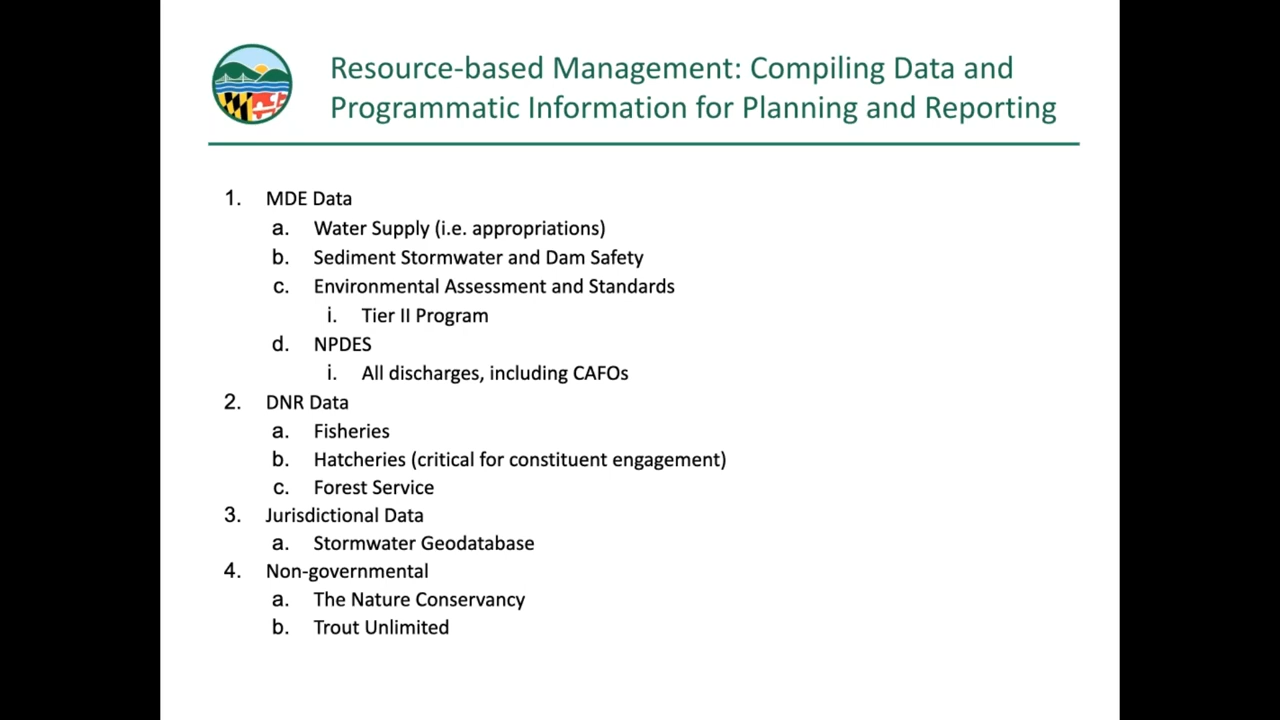 Resource-based Management: Compiling Data and
Programmatic Information for Planning and Reporting
1. MDE Data
a. Water Supply (i.e. appropriations)
b. Sediment Stormwater and Dam Safety
c. Environmental Assessment and Standards
i. Tier II Program
d. NPDES
i. All discharges, including CAFOs
2. DNR Data
a. Fisheries
b. Hatcheries (critical for constituent engagement)
c. Forest Service
3. Jurisdictional Data
a. Stormwater Geodatabase
4. Non-governmental
a. The Nature Conservancy
b. Trout Unlimited